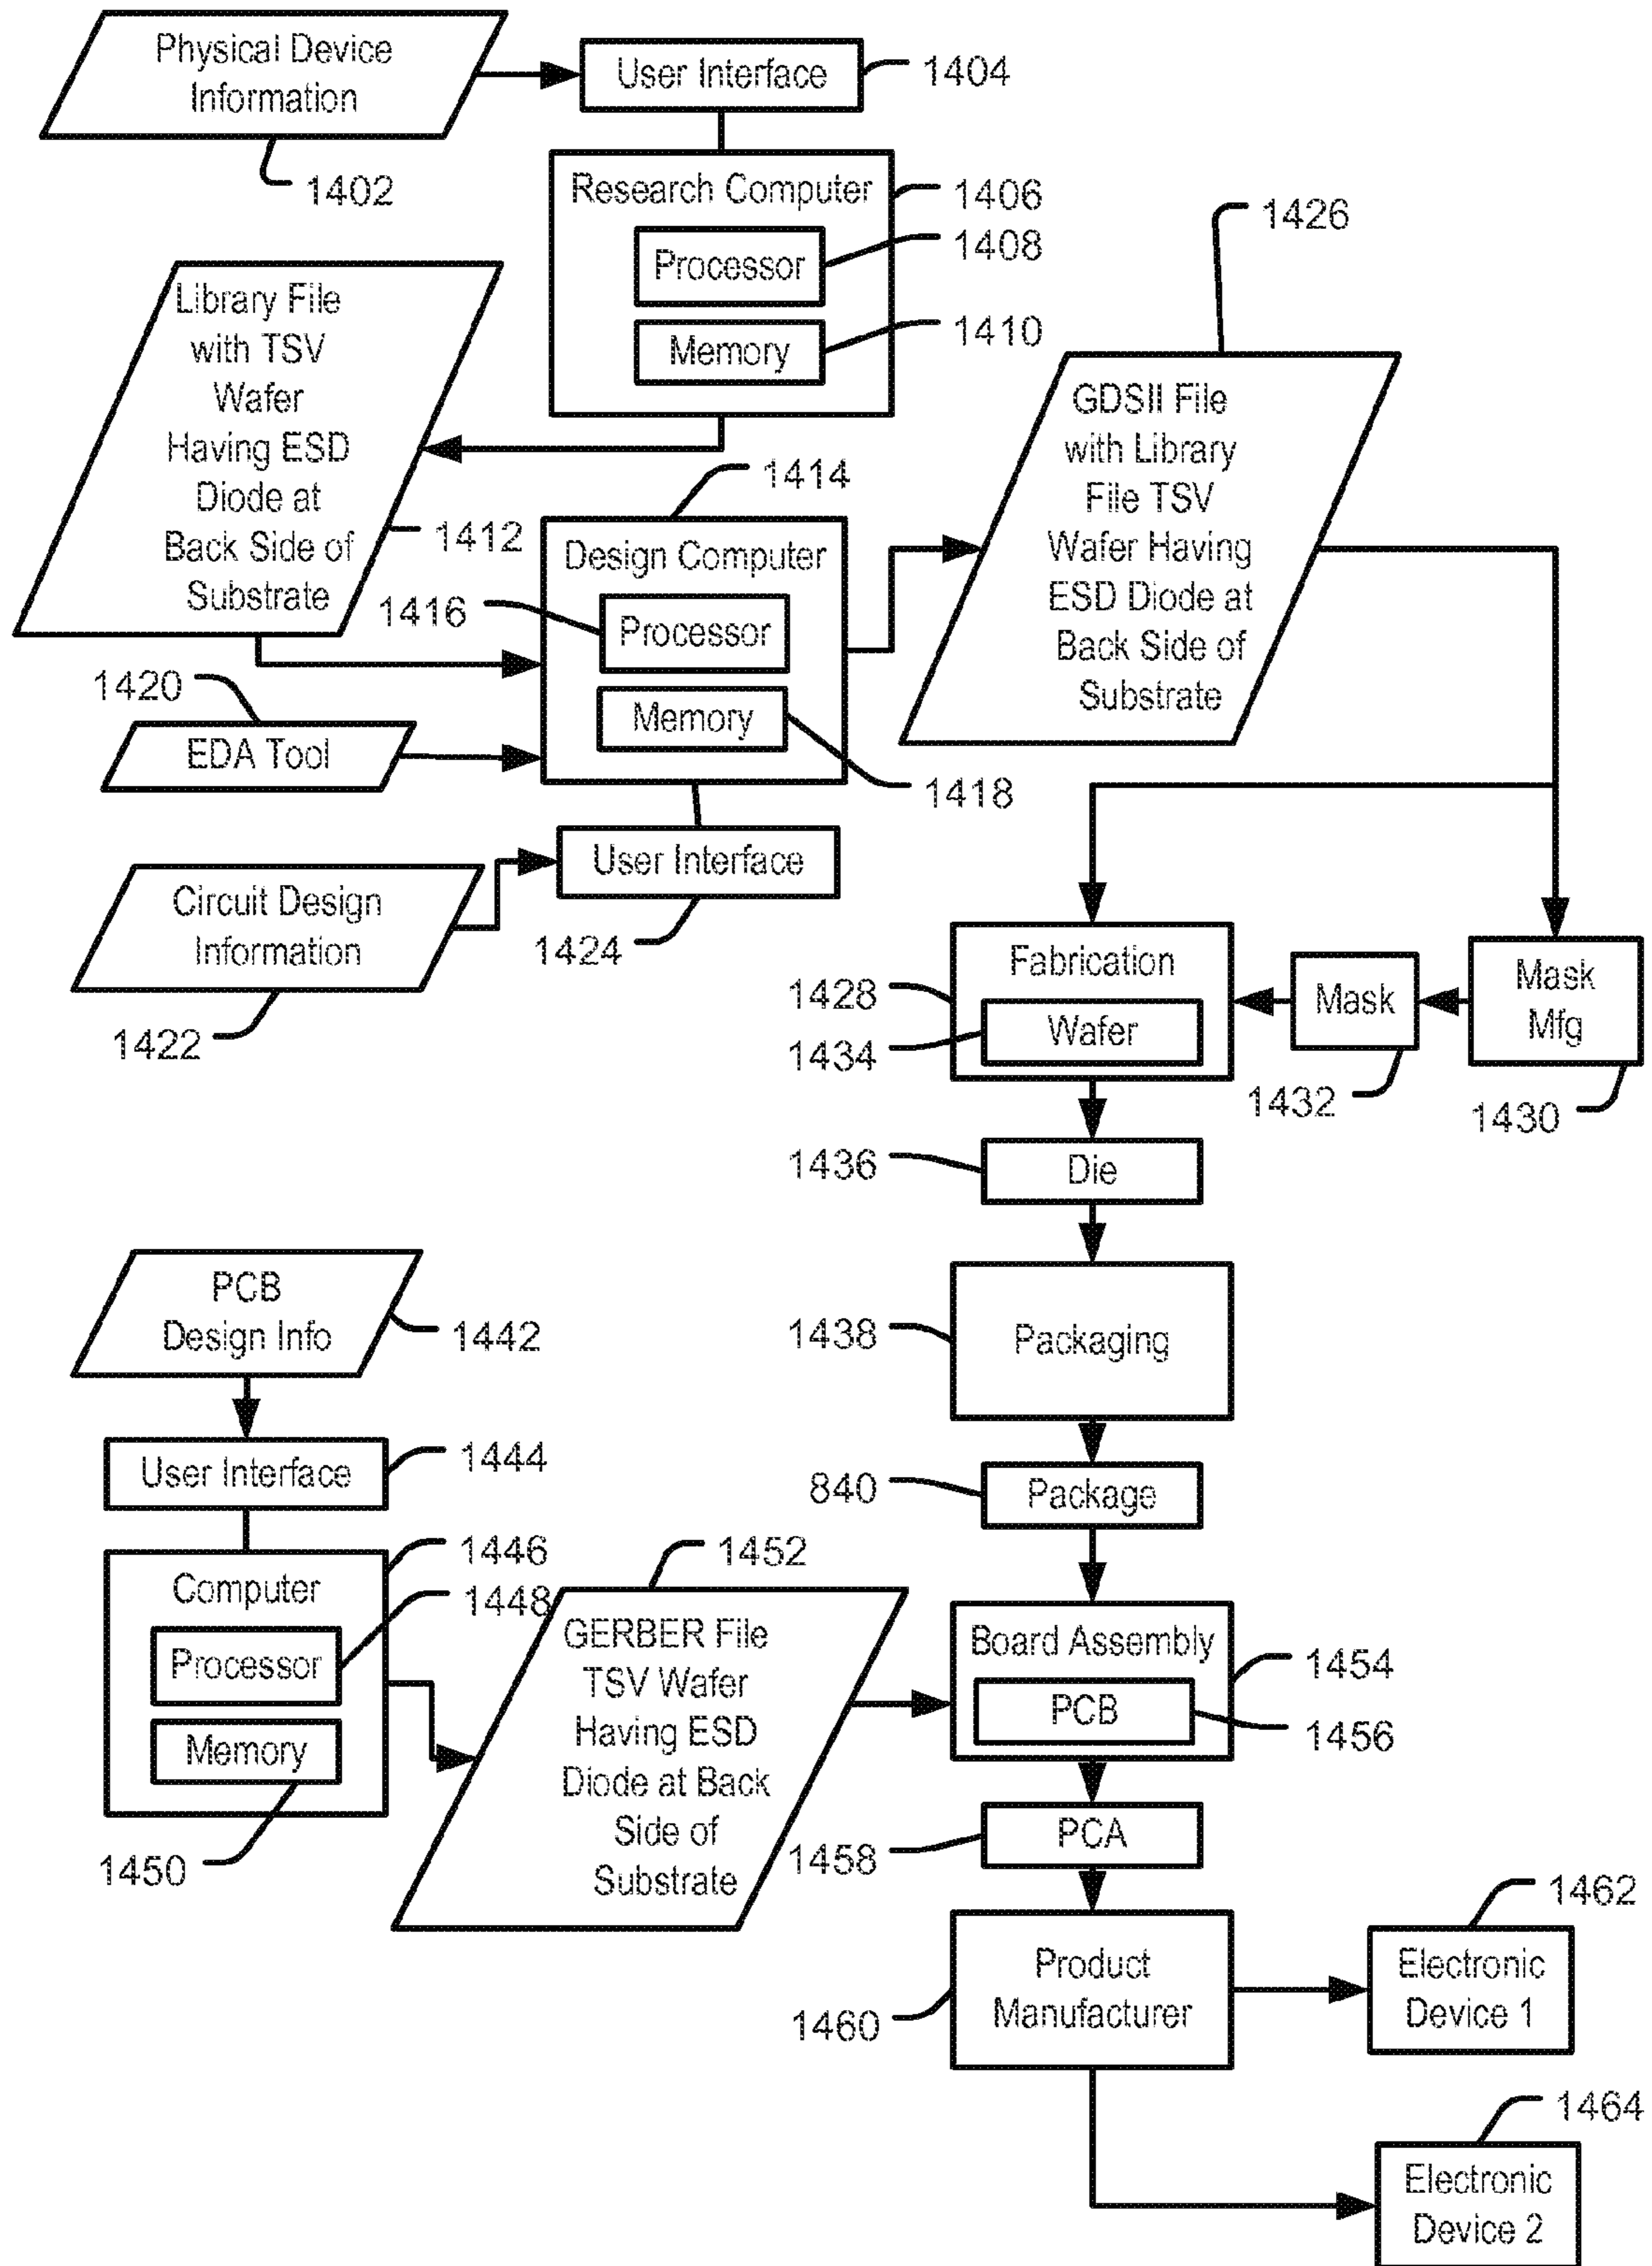 Physical Device
Information
1402
User Interface
1404
Research Computer
1406
Processor
1408
Memory
1410
Library File
with TSV
Wafer
Having ESD
Diode at
Back Side of
Substrate
1412
1414
Design Computer
1416
Processor
Memory
1418
1420
EDA Tool
User Interface
1424
Circuit Design
Information
1422
1426
GDSII File
with Library
File TSV
Wafer Having
ESD Diode at
Back Side of
Substrate
Fabrication
1428
Wafer
1434
Mask
1432
Mask
Mfg
1430
1436
Die
1438
Packaging
840
Package
PCB
Design Info
1442
User Interface
1444
1446
Computer
1448
Processor
Memory
1450
1452
GERBER File
TSV Wafer
Having ESD
Diode at Back
Side of
Substrate
Board Assembly
1454
PCB
1456
PCA
1458
Product
Manufacturer
1460
1462
Electronic
Device 1
1464
Electronic
Device 2